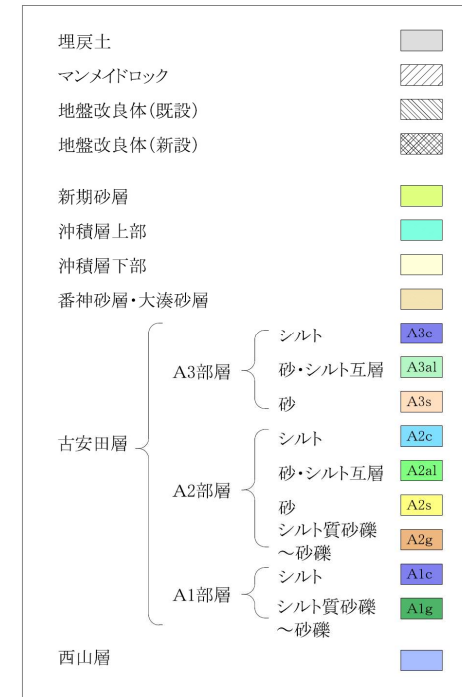 埋戻土
マンメイドロック
地盤改良体(既設)
地盤改良体(新設)
新期砂層
沖積層上部
沖積層下部
番神砂層・大湊砂層
古安田層
A3部層
シルト A3c
砂・シルト互層 A3al
砂 A3s
A2部層
シルト A2c
砂・シルト互層 A2al
砂 A2s
シルト質砂礫
～砂礫 A2g
A1部層
シルト A1c
シルト質砂礫
～砂礫 A1g
西山層